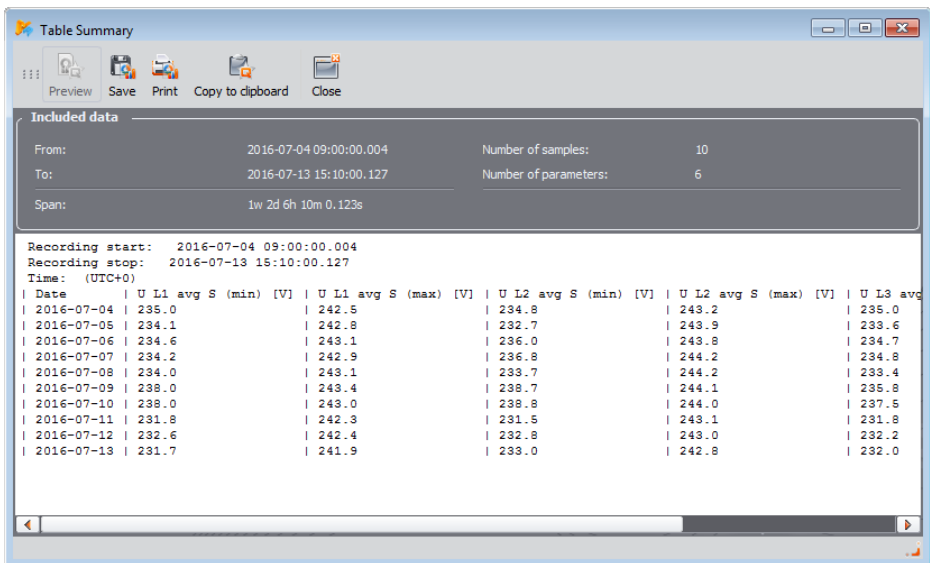 Table Summary
Preview Save Print Copy to clipboard Close
Included data
From: 2016-07-04 09:00:00.004 Number of samples: 10
To: 2016-07-13 15:10:00.127 Number of parameters: 6
Span: 1w 2d 6h 10m 0.123s
Recording start: 2016-07-04 09:00:00.004
Recording stop: 2016-07-13 15:10:00.127
Time: (UTC+0)
| Date | U L1 avg S (min) [V] | U L1 avg S (max) [V] | U L2 avg S (min) [V] | U L2 avg S (max) [V] | U L3 avg
| 2016-07-04 | 235.0 | 242.5 | 234.8 | 243.2 | 235.0
| 2016-07-05 | 234.1 | 242.8 | 232.7 | 243.9 | 233.6
| 2016-07-06 | 234.6 | 243.1 | 236.0 | 243.8 | 234.7
| 2016-07-07 | 234.2 | 242.9 | 236.8 | 244.2 | 234.8
| 2016-07-08 | 234.0 | 243.1 | 233.7 | 244.2 | 233.4
| 2016-07-09 | 238.0 | 243.4 | 238.7 | 244.1 | 235.8
| 2016-07-10 | 238.0 | 243.0 | 238.8 | 244.0 | 237.5
| 2016-07-11 | 231.8 | 242.3 | 231.5 | 243.1 | 231.8
| 2016-07-12 | 232.6 | 242.4 | 232.8 | 243.0 | 232.2
| 2016-07-13 | 231.7 | 241.9 | 233.0 | 242.8 | 232.0